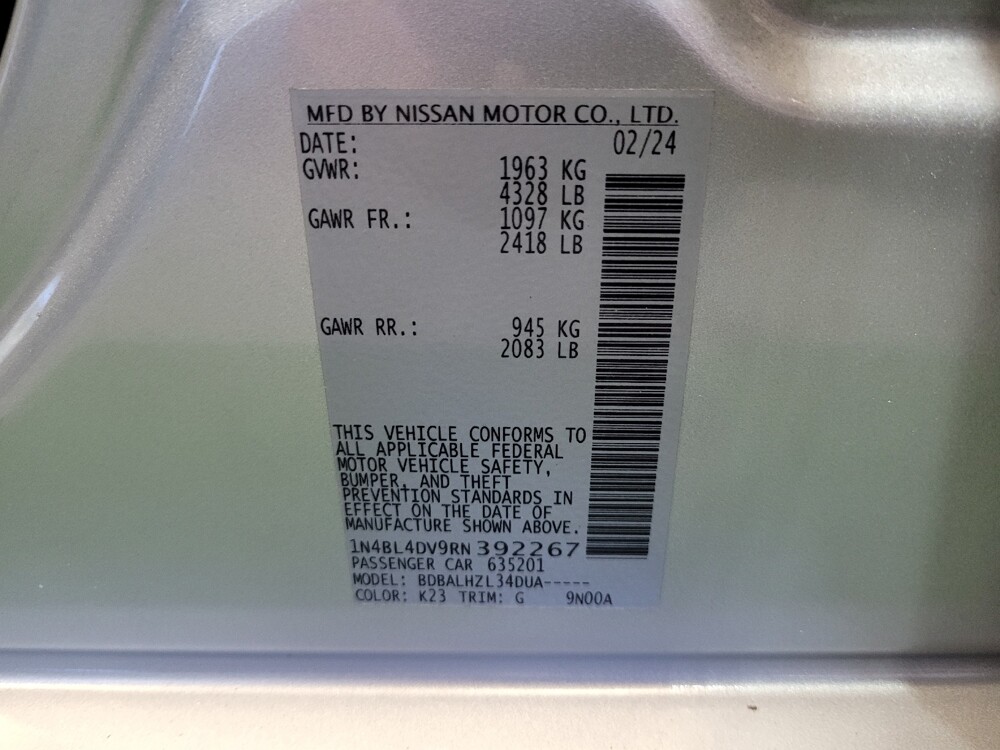 MFD BY NISSAN MOTOR CO., LTD.
DATE: 02/24
GVWR: 1963 KG
4328 LB
GAWR FR.: 1097 KG
2418 LB
GAWR RR.: 945 KG
2083 LB
THIS VEHICLE CONFORMS TO
ALL APPLICABLE FEDERAL
MOTOR VEHICLE SAFETY,
BUMPER, AND THEFT
PREVENTION STANDARDS IN
EFFECT ON THE DATE OF
MANUFACTURE SHOWN ABOVE.
1N4BL4DV9RN392267
PASSENGER CAR 635201
MODEL: BDBALHZL34DUA-----
COLOR: K23 TRIM: G 9N00A